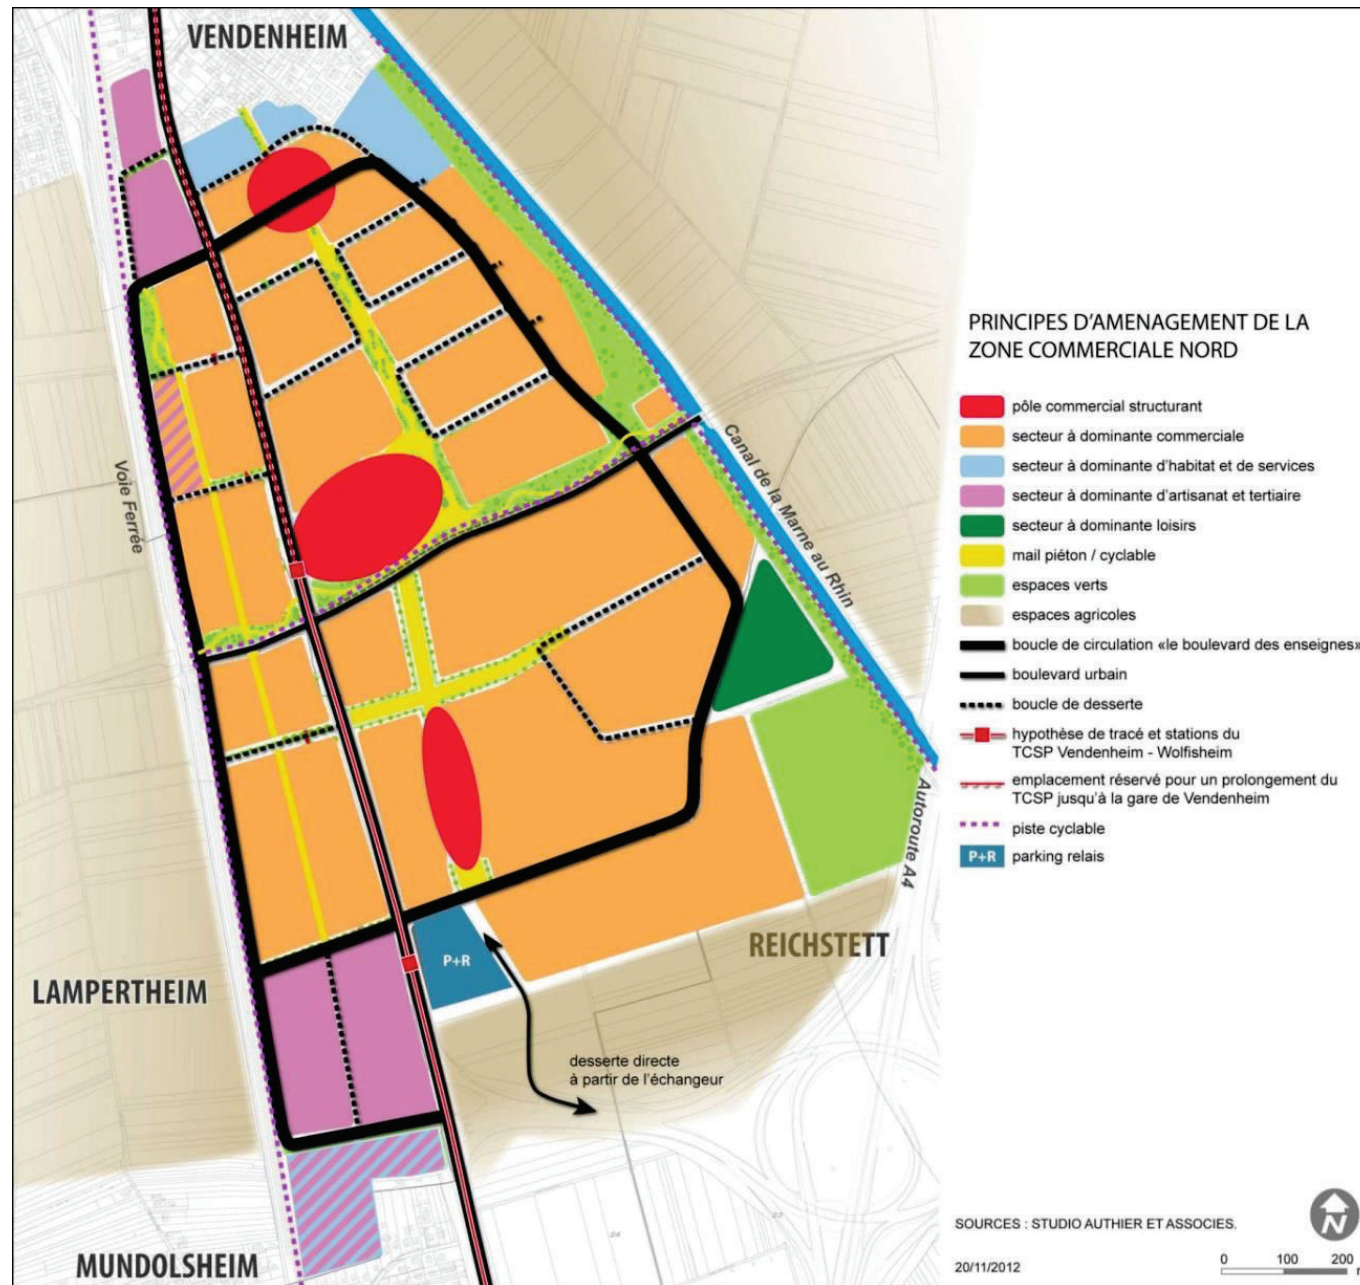 VENDENHEIM
Voie Ferrée
Canal de la Marne au Rhin
Autoroute A4
REICHSTETT
LAMPERTHEIM
P+R
desserte directe
à partir de l'échangeur
MUNDOLSHEIM
PRINCIPES D'AMENAGEMENT DE LA
ZONE COMMERCIALE NORD
pôle commercial structurant
secteur à dominante commerciale
secteur à dominante d'habitat et de services
secteur à dominante d'artisanat et tertiaire
secteur à dominante loisirs
mail piéton / cyclable
espaces verts
espaces agricoles
boucle de circulation «le boulevard des enseignes»
boulevard urbain
boucle de desserte
hypothèse de tracé et stations du
TCSP Vendenheim - Wolfisheim
emplacement réservé pour un prolongement du
TCSP jusqu'à la gare de Vendenheim
piste cyclable
P+R parking relais
SOURCES : STUDIO AUTHIER ET ASSOCIES.
20/11/2012
N
0 100 200